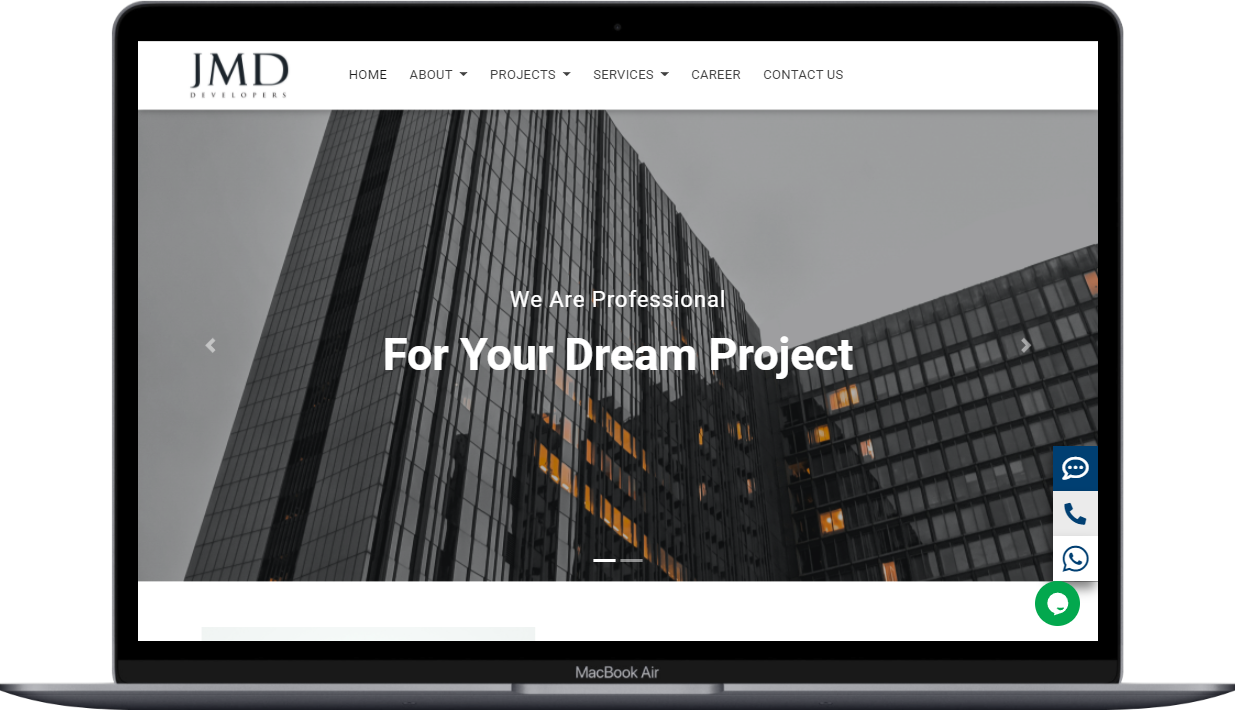 JMD
DEVELOPERS
HOME ABOUT PROJECTS SERVICES CAREER CONTACT US
We Are Professional
For Your Dream Project
MacBook Air